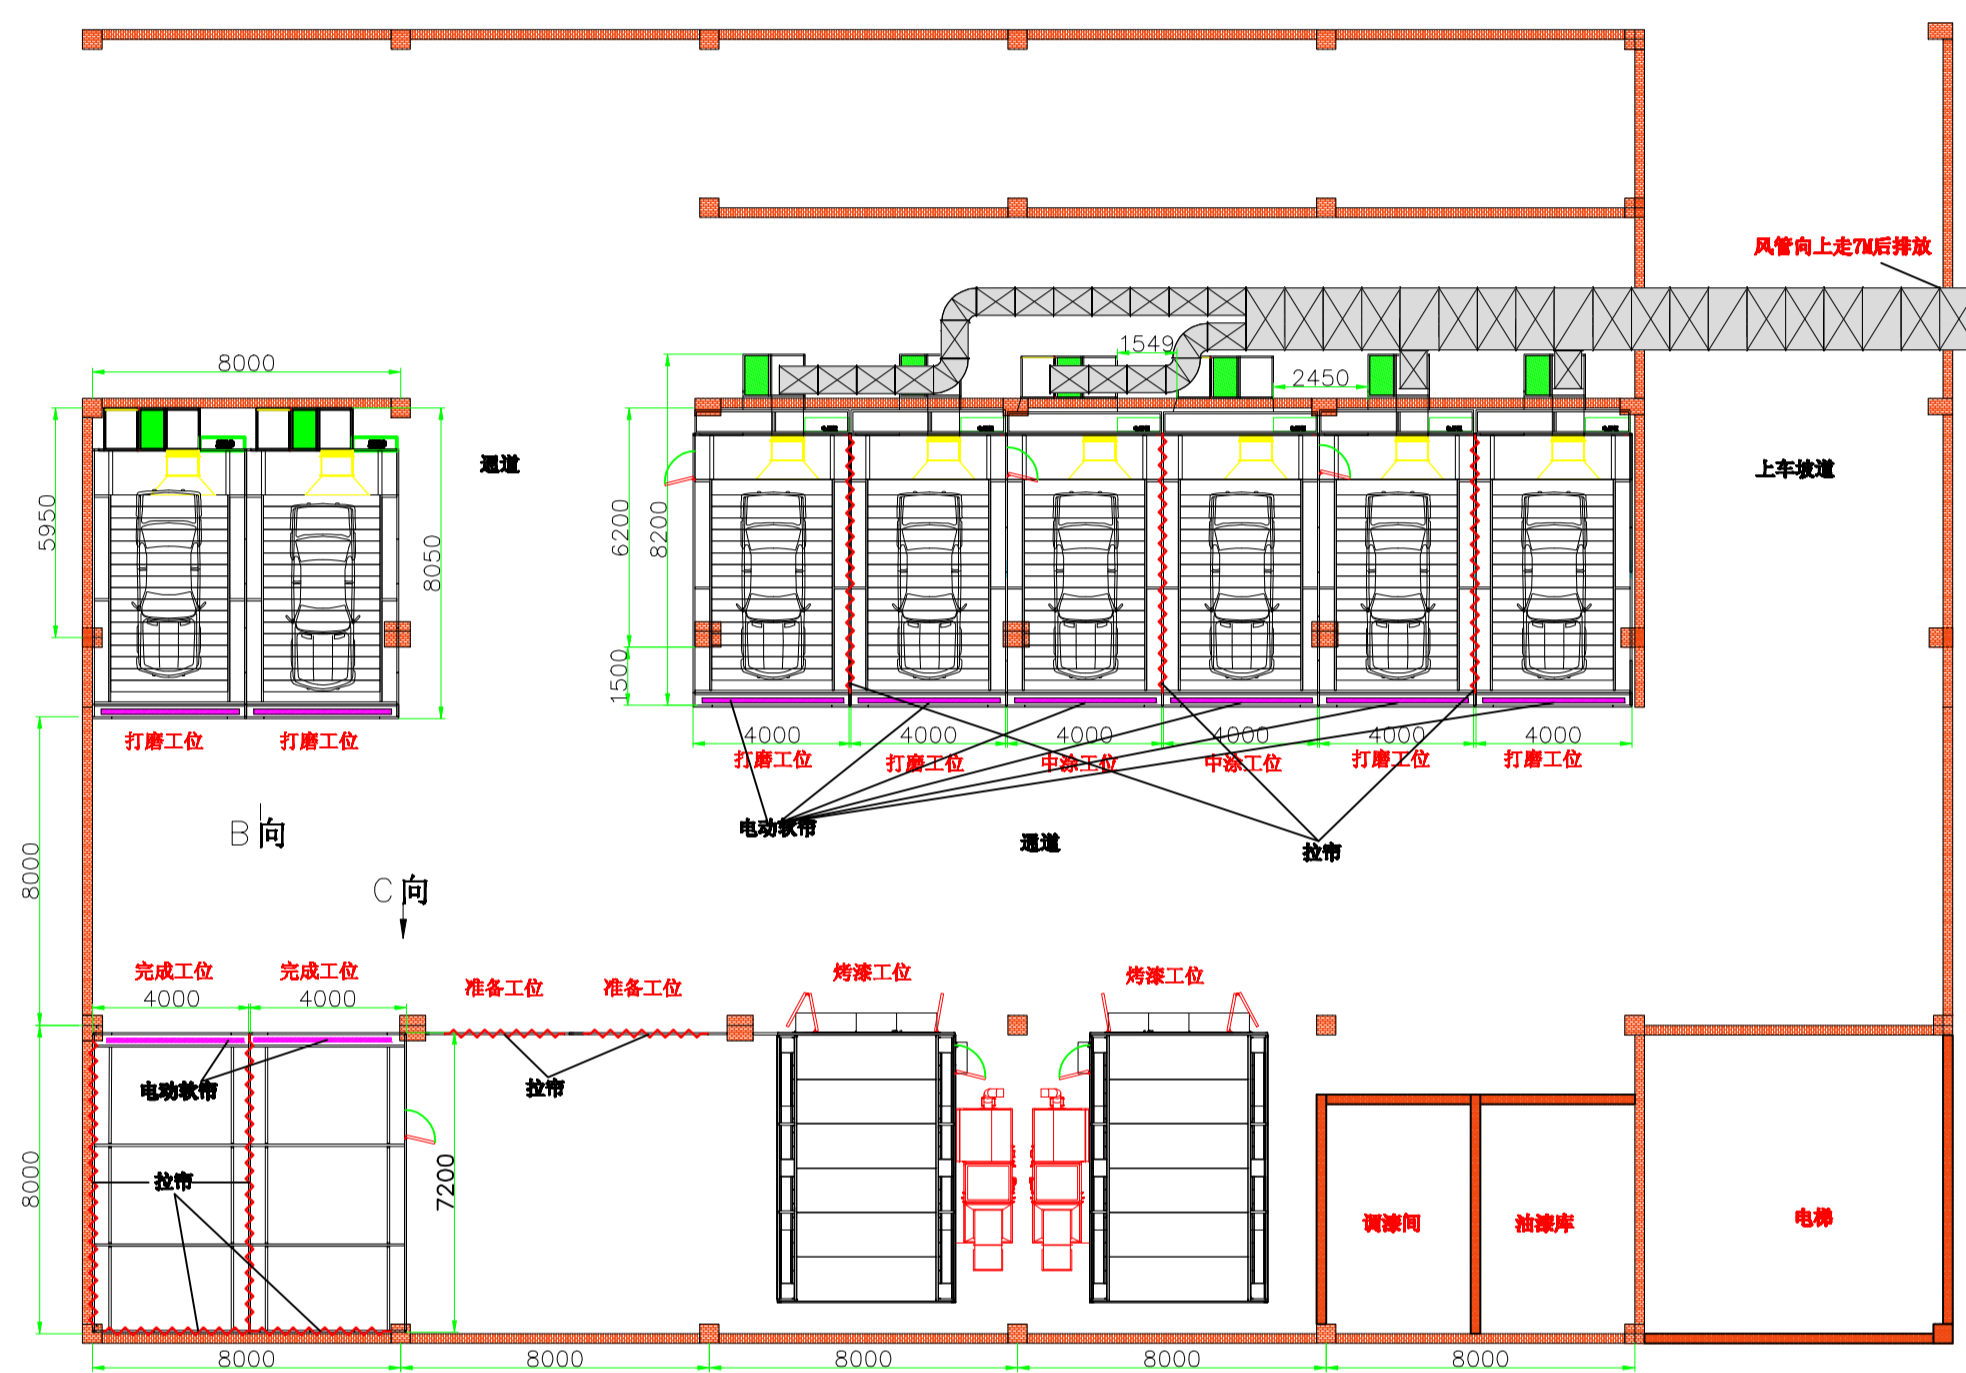 风管向上走7M后排放
1549
8000
2450
通道
上车坡道
5950
8050
6200
8200
1500
4000
4000
4000
4000
4000
4000
打磨工位
打磨工位
打磨工位
打磨工位
中涂工位
中涂工位
打磨工位
打磨工位
B向
电动软帘
通道
拉帘
8000
C向
完成工位
完成工位
准备工位
准备工位
烤漆工位
烤漆工位
4000
4000
电动软帘
拉帘
拉帘
8000
7200
调漆间
油漆库
电梯
8000
8000
8000
8000
8000